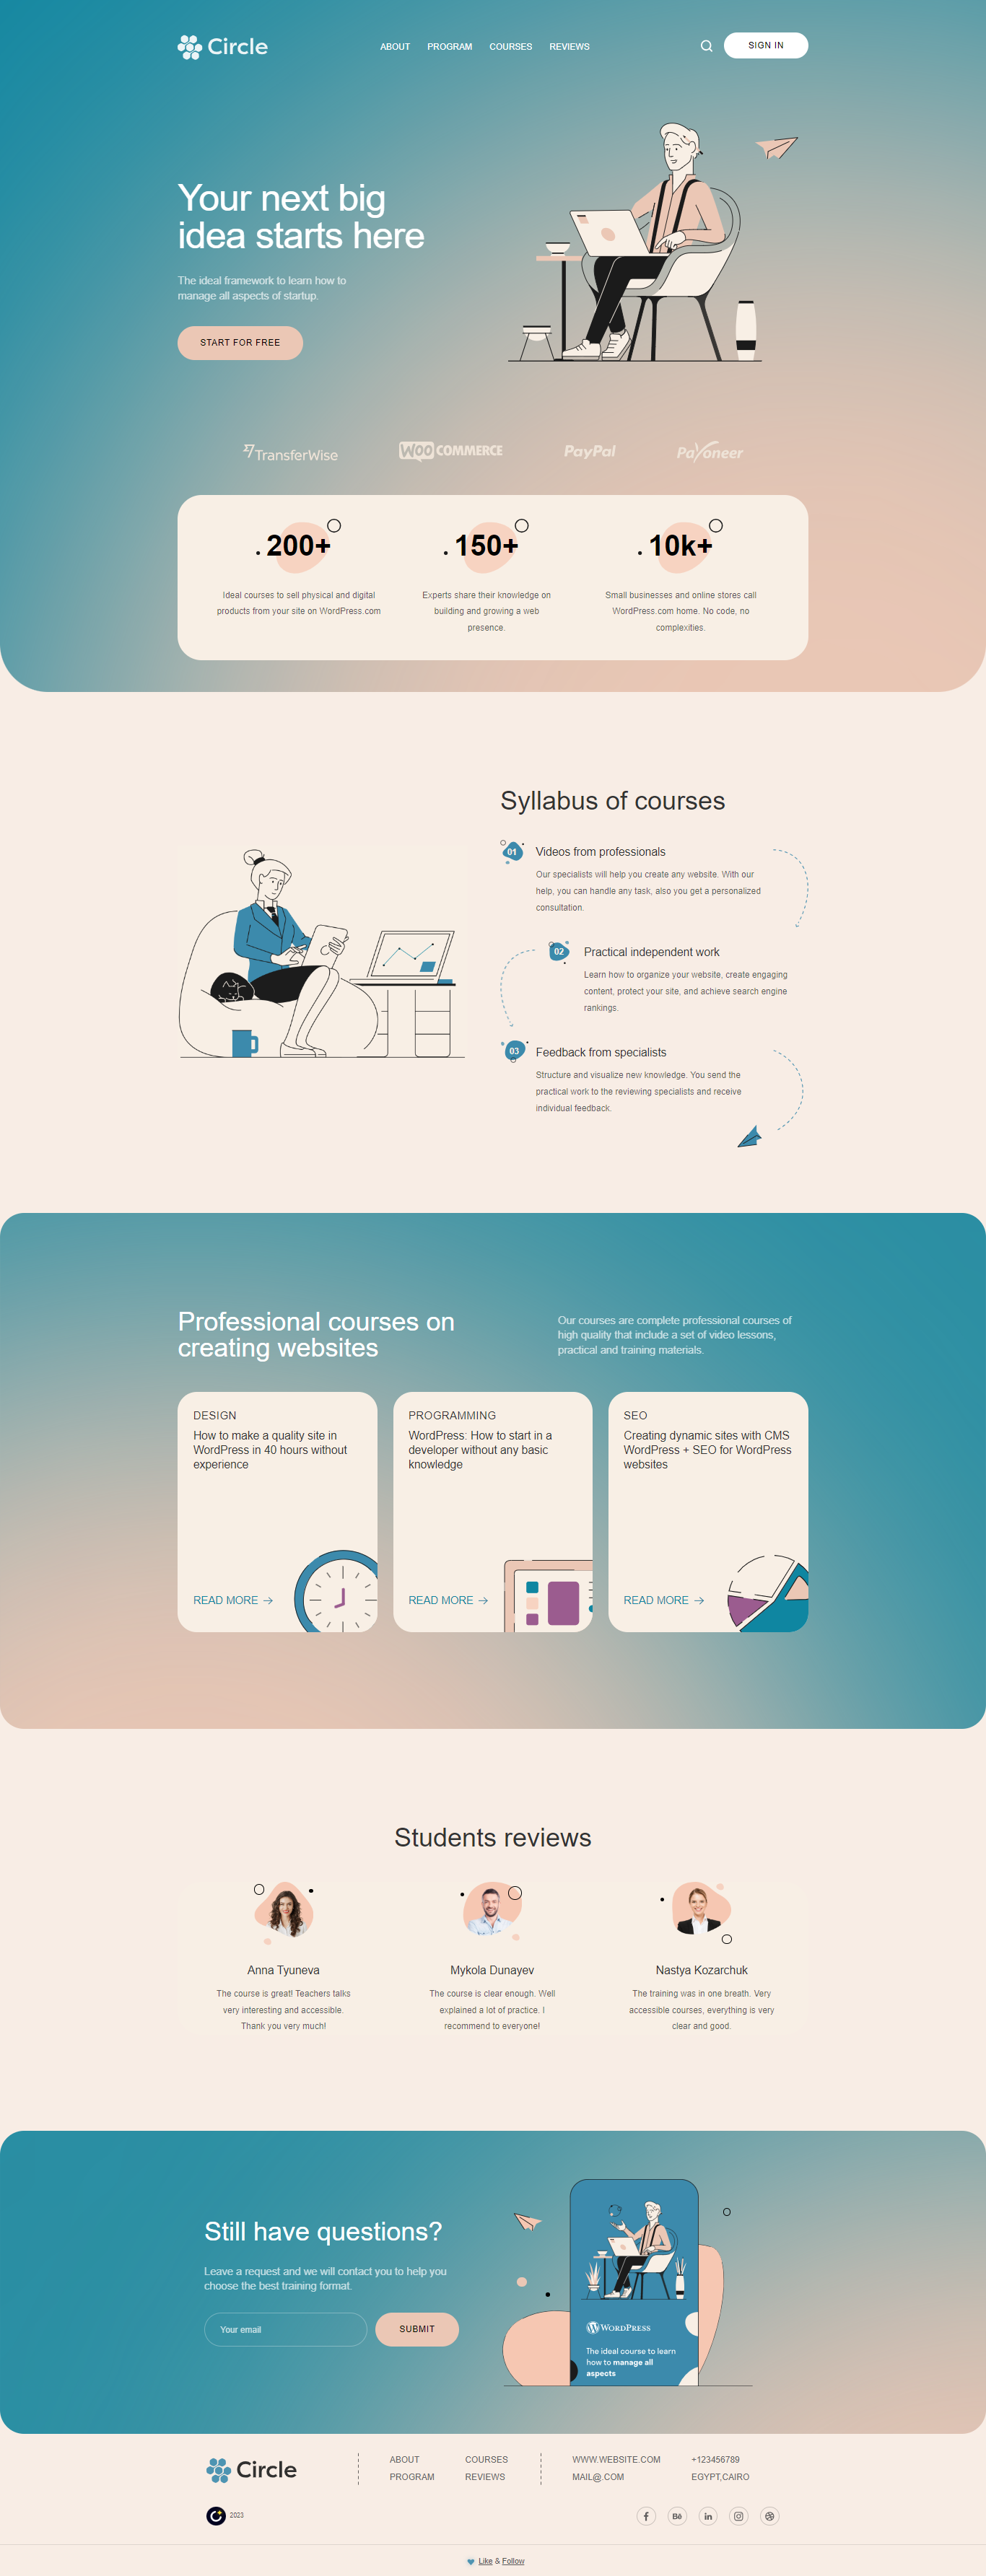 Circle
ABOUT PROGRAM COURSES REVIEWS
SIGN IN
Your next big
idea starts here
The ideal framework to learn how to
manage all aspects of startup.
START FOR FREE
TransferWise
WOO COMMERCE
PayPal
Payoneer
200+
Ideal courses to sell physical and digital
products from your site on WordPress.com
150+
Experts share their knowledge on
building and growing a web
presence.
10k+
Small businesses and online stores call
WordPress.com home. No code, no
complexities.
Syllabus of courses
01
Videos from professionals
Our specialists will help you create any website. With our
help, you can handle any task, also you get a personalized
consultation.
02
Practical independent work
Learn how to organize your website, create engaging
content, protect your site, and achieve search engine
rankings.
03
Feedback from specialists
Structure and visualize new knowledge. You send the
practical work to the reviewing specialists and receive
individual feedback.
Professional courses on
creating websites
Our courses are complete professional courses of
high quality that include a set of video lessons,
practical and training materials.
DESIGN
How to make a quality site in
WordPress in 40 hours without
experience
READ MORE
PROGRAMMING
WordPress: How to start in a
developer without any basic
knowledge
READ MORE
SEO
Creating dynamic sites with CMS
WordPress + SEO for WordPress
websites
READ MORE
Students reviews
Anna Tyuneva
The course is great! Teachers talks
very interesting and accessible.
Thank you very much!
Mykola Dunayev
The course is clear enough. Well
explained a lot of practice. I
recommend to everyone!
Nastya Kozarchuk
The training was in one breath. Very
accessible courses, everything is very
clear and good.
Still have questions?
Leave a request and we will contact you to help you
choose the best training format.
Your email
SUBMIT
WORDPRESS
The ideal course to learn
how to manage all
aspects
Circle
ABOUT
PROGRAM
COURSES
REVIEWS
WWW.WEBSITE.COM
MAIL@.COM
+123456789
EGYPT,CAIRO
2023
Bē
in
Like & Follow